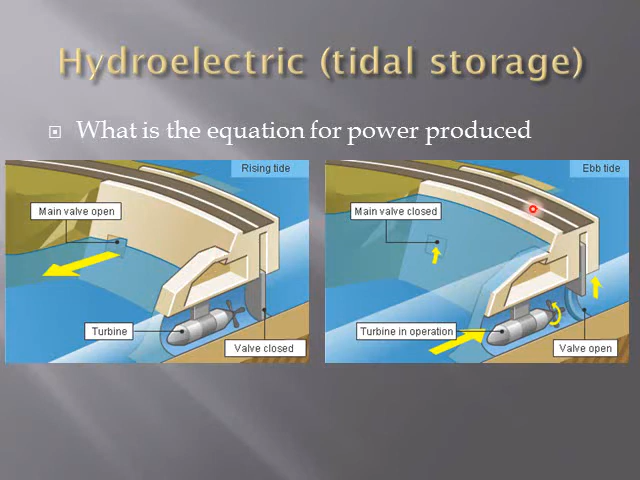 Hydroelectric (tidal storage)
What is the equation for power produced
Rising tide
Main valve open
Turbine
Valve closed
Ebb tide
Main valve closed
Turbine in operation
Valve open